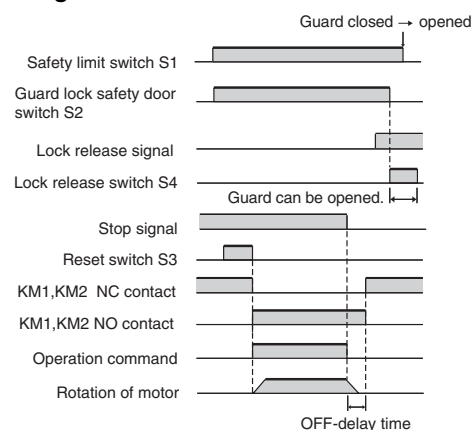 Guard closed → opened
Safety limit switch S1
Guard lock safety door
switch S2
Lock release signal
Lock release switch S4
Guard can be opened.
Stop signal
Reset switch S3
KM1,KM2 NC contact
KM1,KM2 NO contact
Operation command
Rotation of motor
OFF-delay time